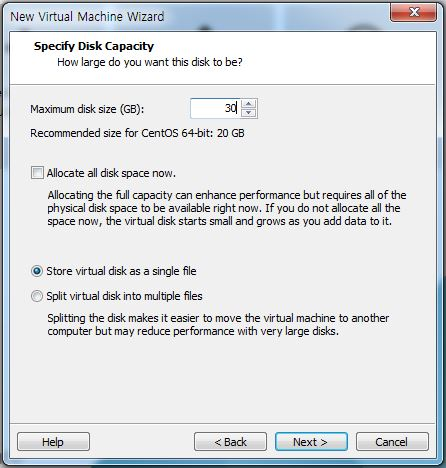 New Virtual Machine Wizard
Specify Disk Capacity
How large do you want this disk to be?
Maximum disk size (GB): 30
Recommended size for CentOS 64-bit: 20 GB
Allocate all disk space now.
Allocating the full capacity can enhance performance but requires all of the
physical disk space to be available right now. If you do not allocate all the
space now, the virtual disk starts small and grows as you add data to it.
Store virtual disk as a single file
Split virtual disk into multiple files
Splitting the disk makes it easier to move the virtual machine to another
computer but may reduce performance with very large disks.
Help < Back Next > Cancel